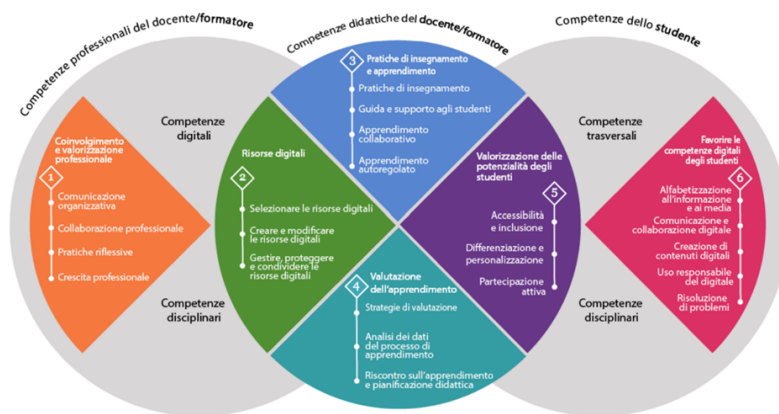 Competenze professionali del docente/formatore
Competenze didattiche del docente/formatore
Competenze dello studente
Competenze
digitali
Competenze
disciplinari
Coinvolgimento
e valorizzazione
professionale
1
Comunicazione
organizzativa
Collaborazione professionale
Pratiche riflessive
Crescita professionale
Risorse digitali
2
Selezionare le risorse digitali
Creare e modificare
le risorse digitali
Gestire, proteggere
e condividere le
risorse digitali
3
Pratiche di insegnamento
e apprendimento
Pratiche di insegnamento
Guida e supporto agli studenti
Apprendimento
collaborativo
Apprendimento
autoregolato
4
Valutazione
dell'apprendimento
Strategie di valutazione
Analisi dei dati
del processo di
apprendimento
Riscontro sull'apprendimento
e pianificazione didattica
Valorizzazione delle
potenzialità degli
studenti
5
Accessibilità
e inclusione
Differenziazione e
personalizzazione
Partecipazione
attiva
Competenze
trasversali
Competenze
disciplinari
Favorire le
competenze digitali
degli studenti
6
Alfabetizzazione
all'informazione
e ai media
Comunicazione e
collaborazione digitale
Creazione di
contenuti digitali
Uso responsabile
del digitale
Risoluzione
di problemi